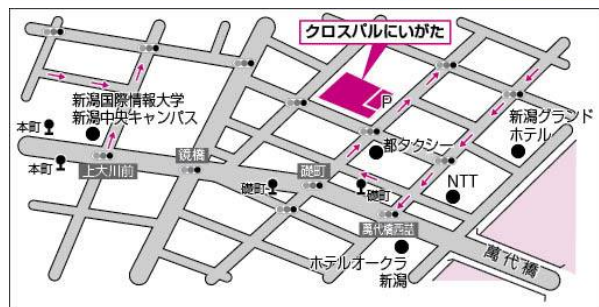 クロスパルにいがた
P
新潟国際情報大学
新潟中央キャンパス
本町
本町
上大川前
鏡橋
礎町
礎町
礎町
都タクシー
新潟グランド
ホテル
NTT
萬代橋西詰
ホテルオークラ
新潟
萬代橋